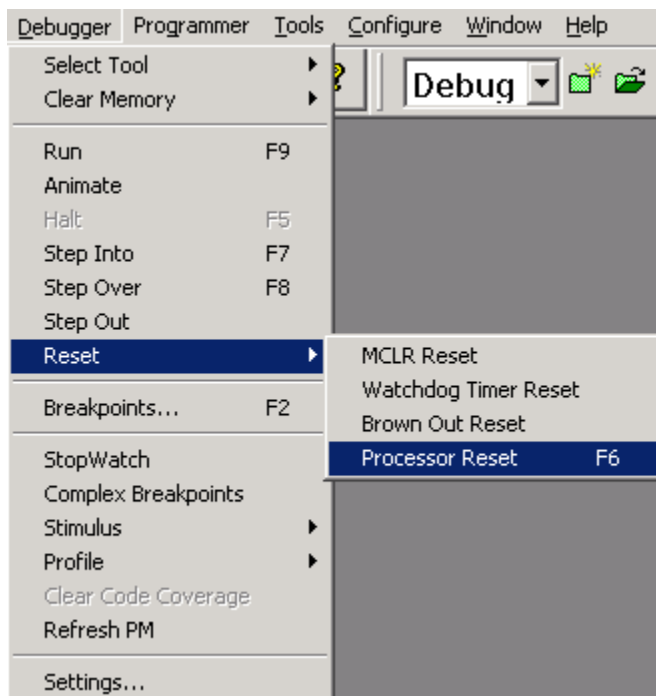 Debugger Programmer Tools Configure Window Help
Select Tool
Clear Memory
? Debug
Run F9
Animate
Halt F5
Step Into F7
Step Over F8
Step Out
Reset
MCLR Reset
Watchdog Timer Reset
Brown Out Reset
Processor Reset F6
Breakpoints... F2
StopWatch
Complex Breakpoints
Stimulus
Profile
Clear Code Coverage
Refresh PM
Settings...